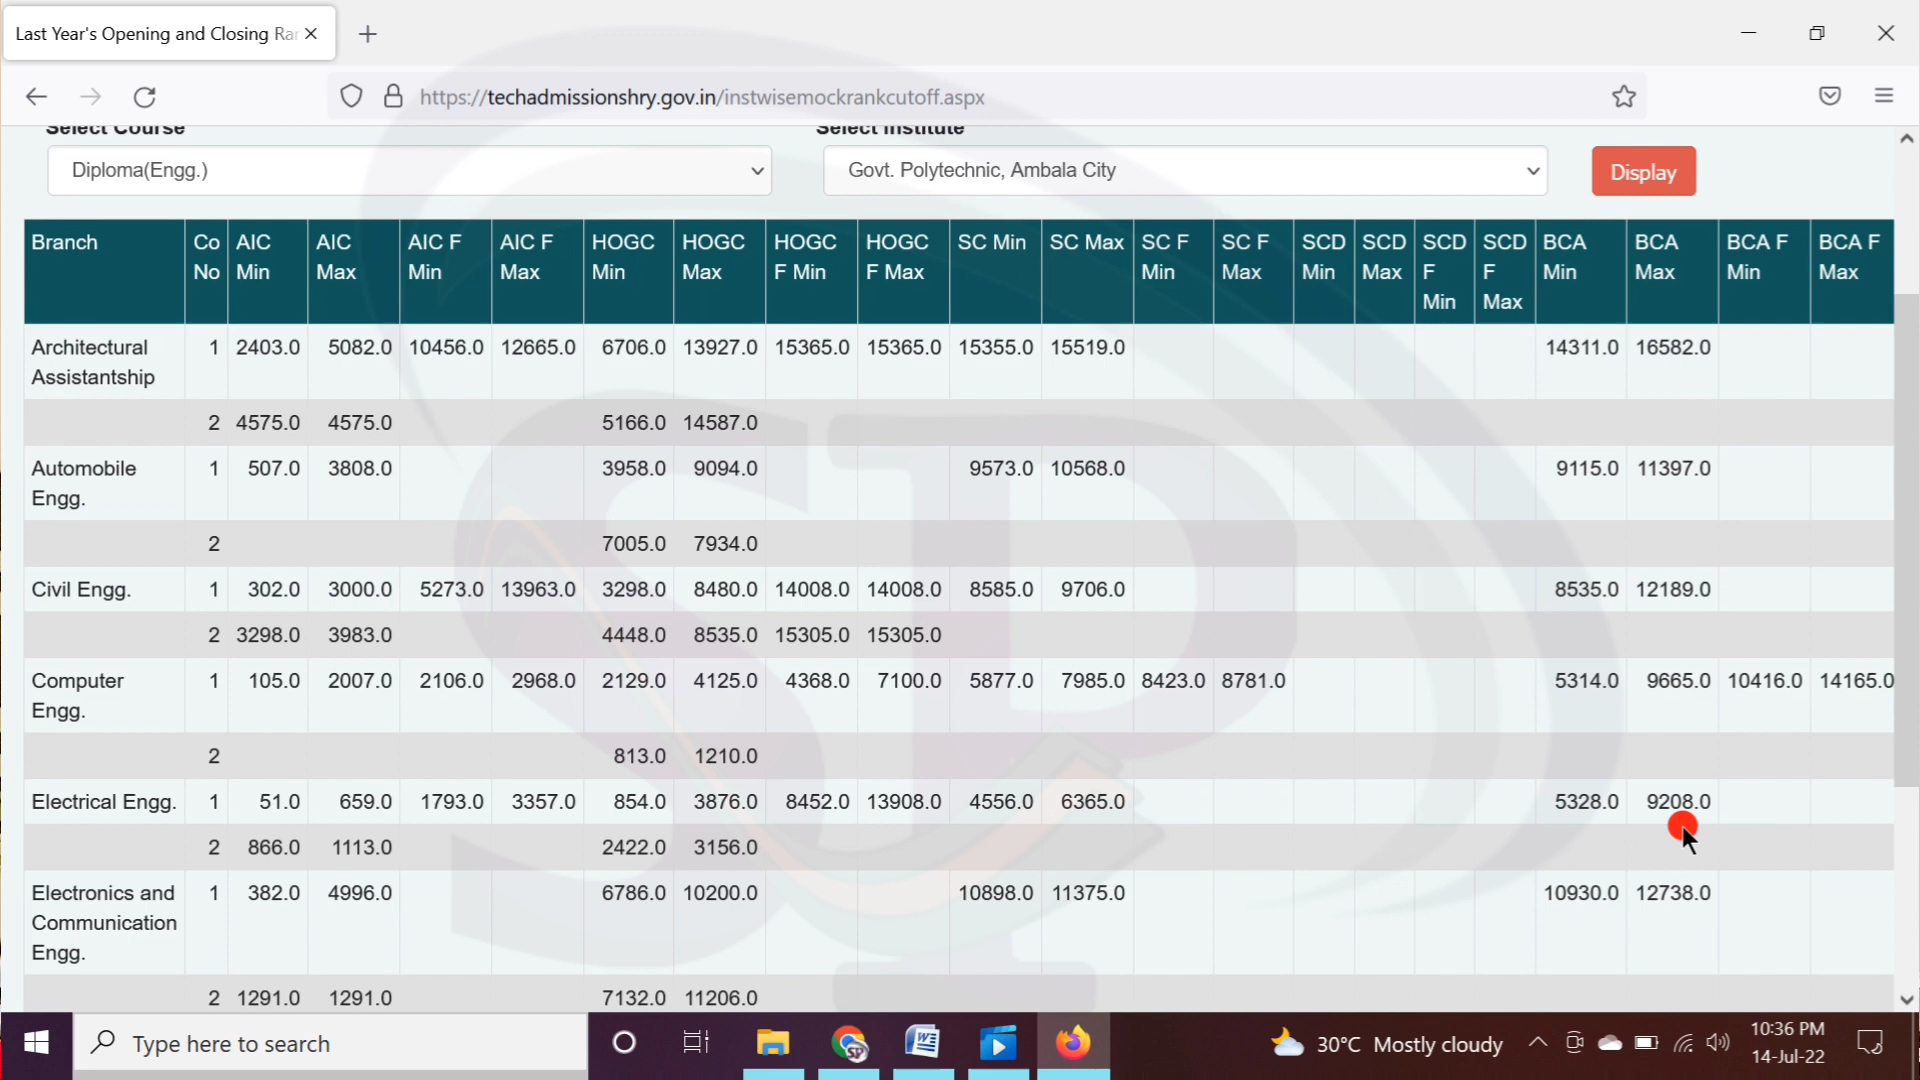 Last Year's Opening and Closing Ra
https://techadmissionshry.gov.in/instwisemockrankcutoff.aspx
Select Course Select Institute
Diploma(Engg.) Govt. Polytechnic, Ambala City Display
Branch Co No AIC Min AIC Max AIC F Min AIC F Max HOGC Min HOGC Max HOGC F Min HOGC F Max SC Min SC Max SC F Min SC F Max SCD Min SCD Max SCD F Min SCD F Max BCA Min BCA Max BCA F Min BCA F Max
Architectural Assistantship 1 2403.0 5082.0 10456.0 12665.0 6706.0 13927.0 15365.0 15365.0 15355.0 15519.0 14311.0 16582.0
2 4575.0 4575.0 5166.0 14587.0
Automobile Engg. 1 507.0 3808.0 3958.0 9094.0 9573.0 10568.0 9115.0 11397.0
2 7005.0 7934.0
Civil Engg. 1 302.0 3000.0 5273.0 13963.0 3298.0 8480.0 14008.0 14008.0 8585.0 9706.0 8535.0 12189.0
2 3298.0 3983.0 4448.0 8535.0 15305.0 15305.0
Computer Engg. 1 105.0 2007.0 2106.0 2968.0 2129.0 4125.0 4368.0 7100.0 5877.0 7985.0 8423.0 8781.0 5314.0 9665.0 10416.0 14165.0
2 813.0 1210.0
Electrical Engg. 1 51.0 659.0 1793.0 3357.0 854.0 3876.0 8452.0 13908.0 4556.0 6365.0 5328.0 9208.0
2 866.0 1113.0 2422.0 3156.0
Electronics and Communication Engg. 1 382.0 4996.0 6786.0 10200.0 10898.0 11375.0 10930.0 12738.0
2 1291.0 1291.0 7132.0 11206.0
SP
Type here to search
30°C Mostly cloudy
10:36 PM
14-Jul-22